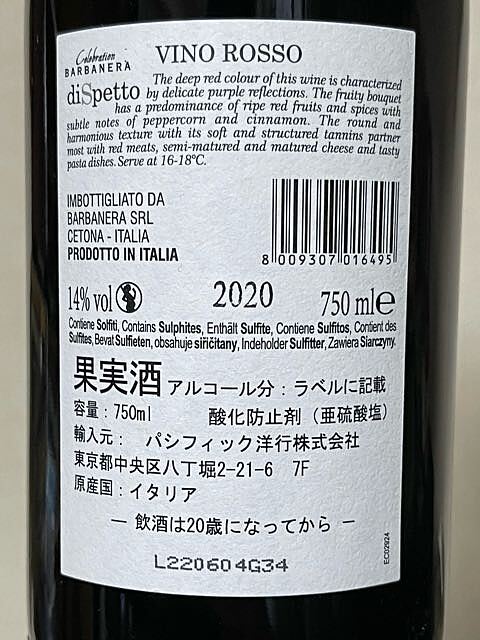 Celebration
BARBANERA
VINO ROSSO
diSpetto
The deep red colour of this wine is characterized
by delicate purple reflections. The fruity bouquet
has a predominance of ripe red fruits and spices with
subtle notes of peppercorn and cinnamon. The round and
harmonious texture with its soft and structured tannins partner
most with red meats, semi-matured and matured cheese and tasty
pasta dishes. Serve at 16-18°C.
IMBOTTIGLIATO DA
BARBANERA SRL
CETONA - ITALIA
PRODOTTO IN ITALIA
8 009307 016495
14% vol
2020
750 ml e
Contiene Solfiti, Contains Sulphites, Enthält Sulfite, Contiene Sulfitos, Contient des
Sulfites, Bevat Sulfieten, obsahuje siřičitany, Indeholder Sulfitter, Zawiera Siarczyny.
果実酒 アルコール分：ラベルに記載
容量：750ml 酸化防止剤（亜硫酸塩）
輸入元： パシフィック洋行株式会社
東京都中央区八丁堀2-21-6 7F
原産国：イタリア
― 飲酒は20歳になってから ―
L220604G34
EC02924